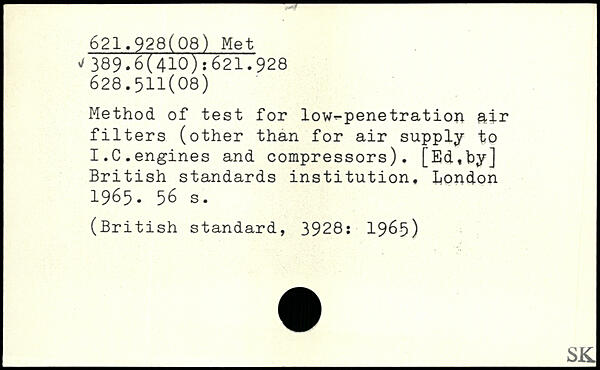 621.928(08) Met
✓389.6(410):621.928
628.511(08)
Method of test for low-penetration air
filters (other than for air supply to
I.C.engines and compressors). [Ed.by]
British standards institution. London
1965. 56 s.
(British standard, 3928: 1965)
SK